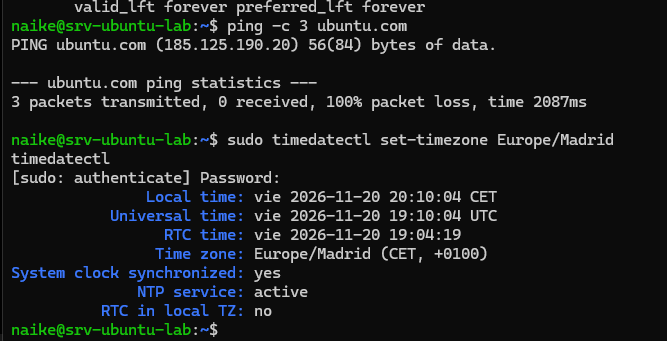 valid_lft forever preferred_lft forever
naike@srv-ubuntu-lab:~$ ping -c 3 ubuntu.com
PING ubuntu.com (185.125.190.20) 56(84) bytes of data.

--- ubuntu.com ping statistics ---
3 packets transmitted, 0 received, 100% packet loss, time 2087ms

naike@srv-ubuntu-lab:~$ sudo timedatectl set-timezone Europe/Madrid
timedatectl
[sudo: authenticate] Password:
Local time: vie 2026-11-20 20:10:04 CET
Universal time: vie 2026-11-20 19:10:04 UTC
RTC time: vie 2026-11-20 19:04:19
Time zone: Europe/Madrid (CET, +0100)
System clock synchronized: yes
NTP service: active
RTC in local TZ: no
naike@srv-ubuntu-lab:~$